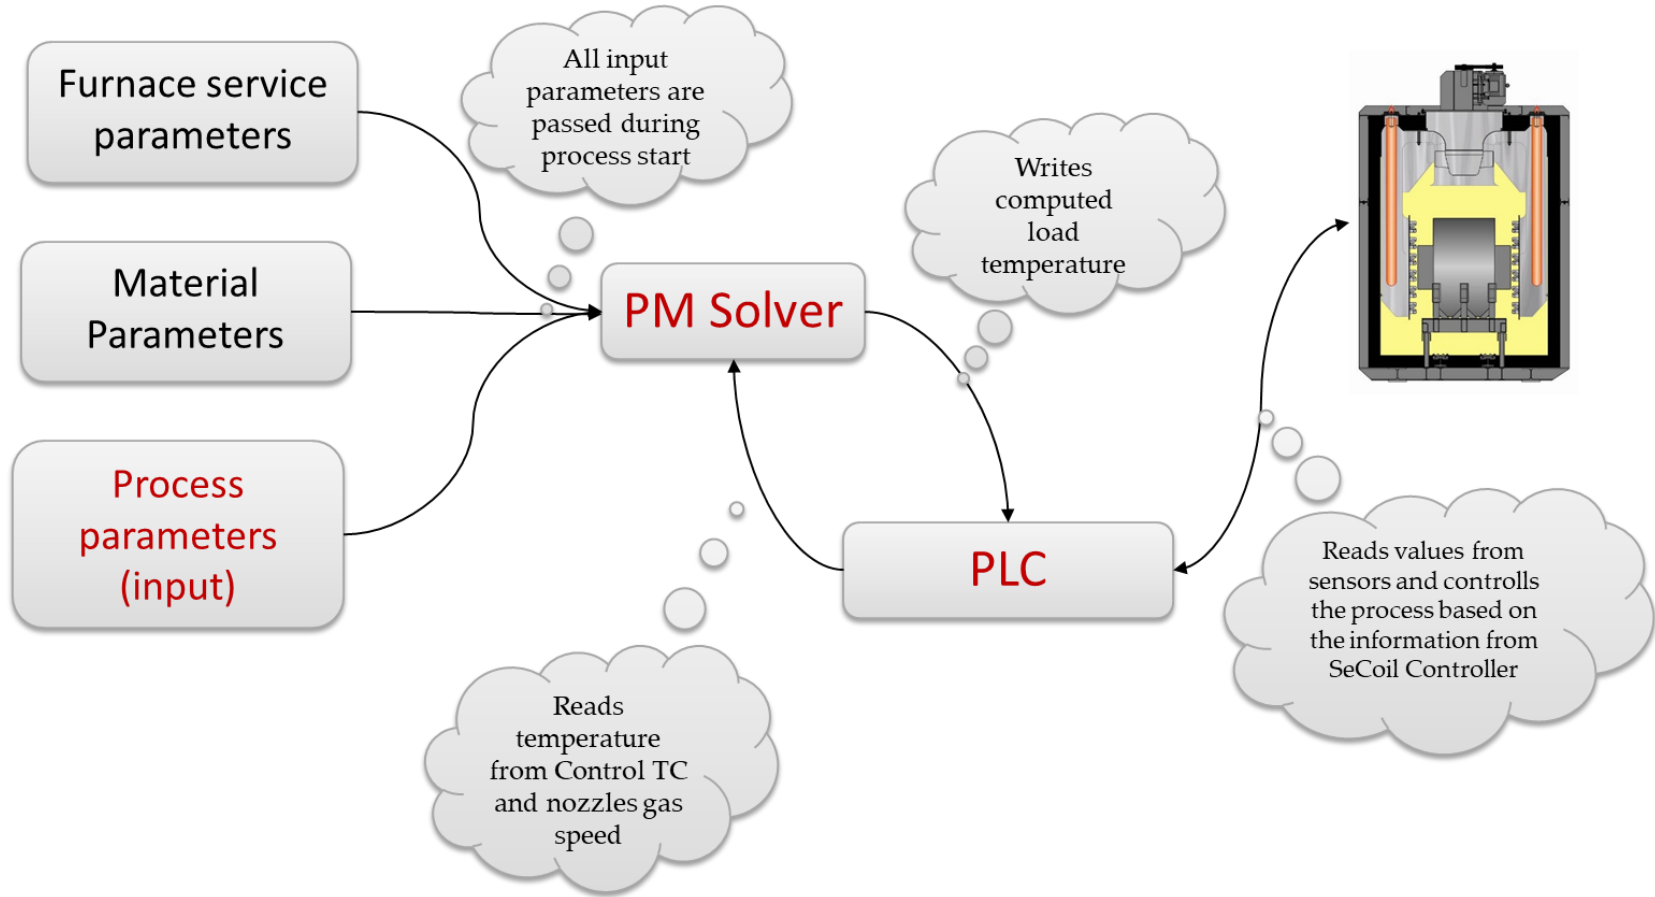 Furnace service
parameters
All input
parameters are
passed during
process start
Writes
computed
load
temperature
Material
Parameters
PM Solver
Process
parameters
(input)
PLC
Reads values from
sensors and controlls
the process based on
the information from
SeCoil Controller
Reads
temperature
from Control TC
and nozzles gas
speed